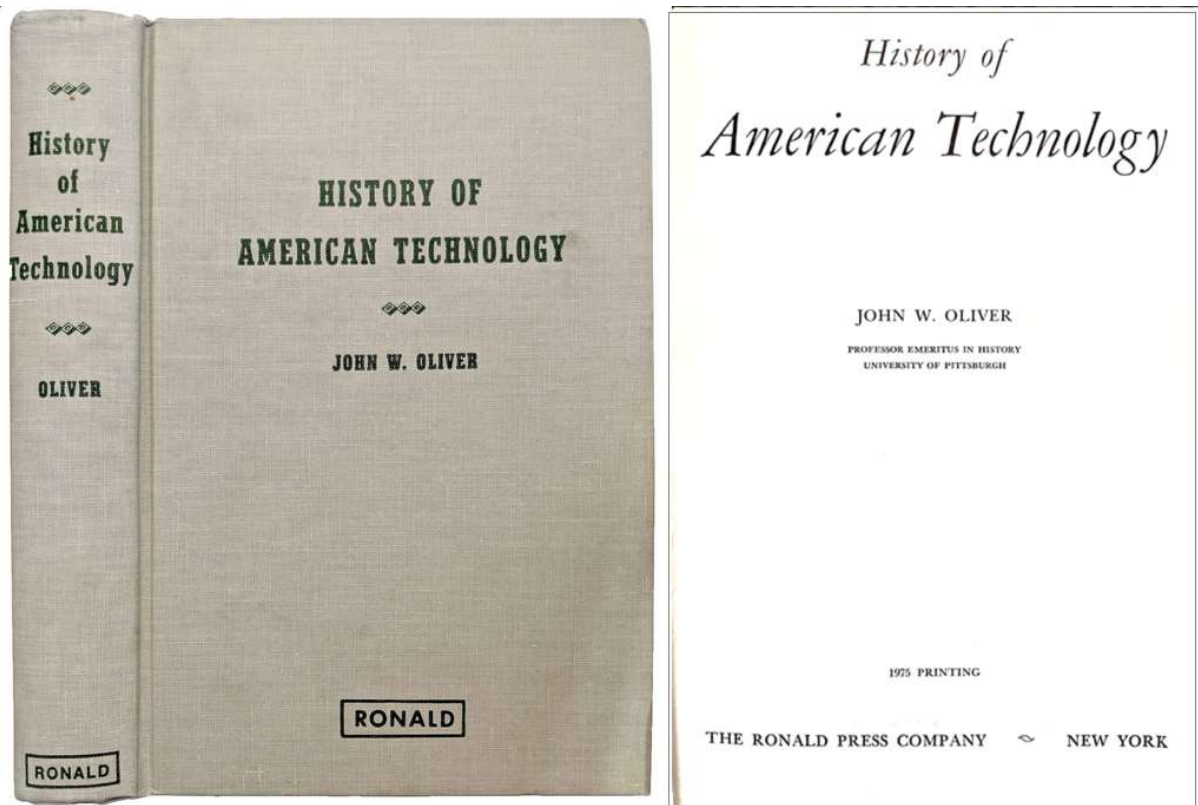 History
of
American
Technology
OLIVER
RONALD
HISTORY OF
AMERICAN TECHNOLOGY
JOHN W. OLIVER
RONALD
History of
American Technology
JOHN W. OLIVER
PROFESSOR EMERITUS IN HISTORY
UNIVERSITY OF PITTSBURGH
1975 PRINTING
THE RONALD PRESS COMPANY NEW YORK